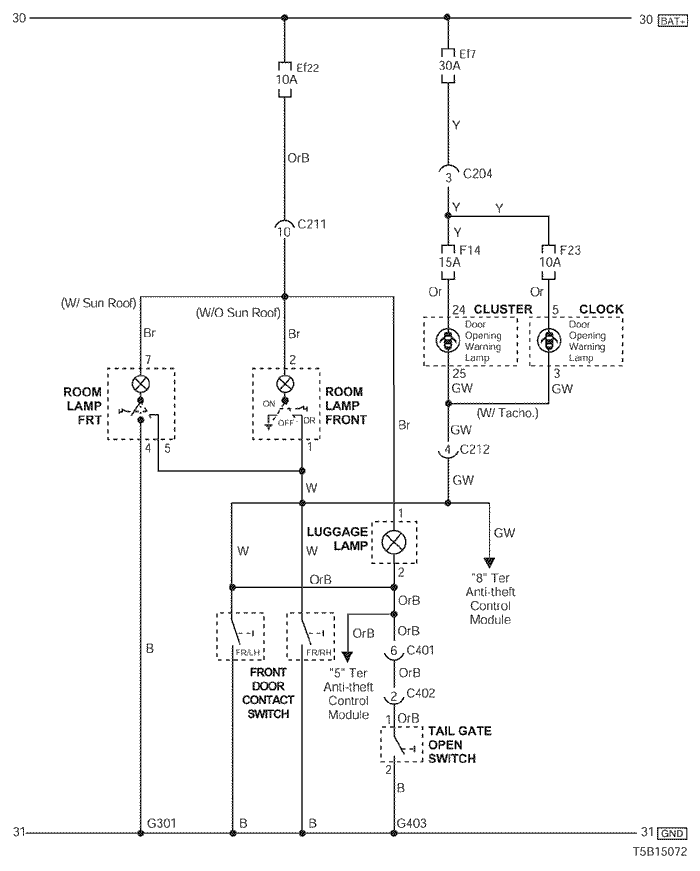 30
30 BAT+
Ef22
10A
Ef7
30A
Y
OrB
3 C204
Y
Y
Y
10 C211
F14
15A
F23
10A
Or
Or
(W/ Sun Roof)
(W/O Sun Roof)
24 CLUSTER
5 CLOCK
Door
Opening
Warning
Lamp
Door
Opening
Warning
Lamp
Br
Br
7
2
25
GW
3
GW
ROOM
LAMP
FRT
ON
OFF
DR
ROOM
LAMP
FRONT
(W/ Tacho.)
4
5
1
Br
GW
4 C212
GW
W
1
LUGGAGE
LAMP
2
GW
W
W
OrB
"8" Ter
Anti-theft
Control
Module
OrB
OrB
OrB
FR/LH
FR/RH
B
6 C401
FRONT
DOOR
CONTACT
SWITCH
"5" Ter
Anti-theft
Control
Module
OrB
2 C402
1 OrB
TAIL GATE
OPEN
SWITCH
2
B
G301
B
B
G403
31
31 GND
T5B15072